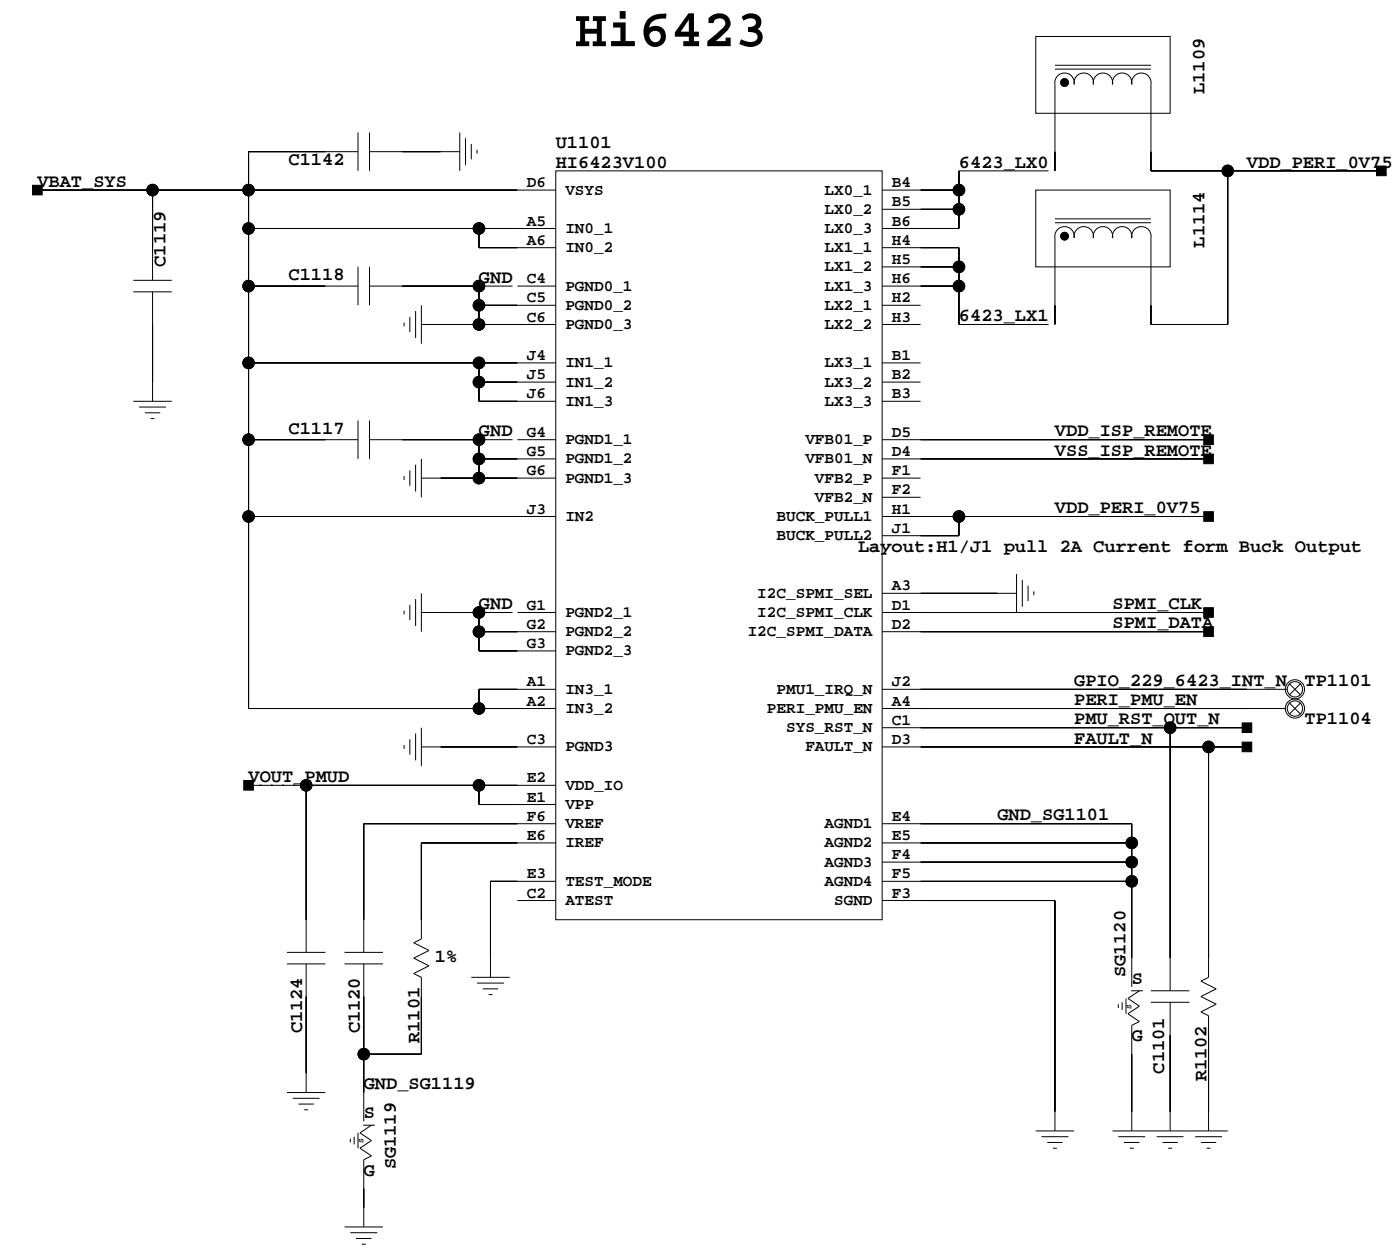 Hi6423
L1109
U1101
C1142
HI6423V100
6423_LX0
VDD_PERI_0V75
VBAT_SYS
D6 VSYS
LX0_1 B4
C1119
L1114
LX0_2 B5
A5 IN0_1
LX0_3 B6
A6 IN0_2
LX1_1 H4
LX1_2 H5
C1118
GND C4 PGND0_1
LX1_3 H6
C5 PGND0_2
LX2_1 H2
C6 PGND0_3
LX2_2 H3
6423_LX1
J4 IN1_1
LX3_1 B1
J5 IN1_2
LX3_2 B2
J6 IN1_3
LX3_3 B3
C1117
GND G4 PGND1_1
VFB01_P D5 VDD_ISP_REMOTE
G5 PGND1_2
VFB01_N D4 VSS_ISP_REMOTE
G6 PGND1_3
VFB2_P F1
VFB2_N F2
J3 IN2
BUCK_PULL1 H1 VDD_PERI_0V75
BUCK_PULL2 J1
Layout:H1/J1 pull 2A Current form Buck Output
I2C_SPMI_SEL A3
GND G1 PGND2_1
I2C_SPMI_CLK D1 SPMI_CLK
G2 PGND2_2
I2C_SPMI_DATA D2 SPMI_DATA
G3 PGND2_3
A1 IN3_1
PMU1_IRQ_N J2 GPIO_229_6423_INT_N TP1101
A2 IN3_2
PERI_PMU_EN A4 PERI_PMU_EN TP1104
SYS_RST_N C1 PMU_RST_OUT_N
C3 PGND3
FAULT_N D3 FAULT_N
VOUT_PMUD
E2 VDD_IO
E1 VPP
F6 VREF
AGND1 E4 GND_SG1101
E6 IREF
AGND2 E5
AGND3 F4
E3 TEST_MODE
AGND4 F5
C2 ATEST
SGND F3
1%
SG1120
S
C1124
C1120
R1101
G
C1101
R1102
GND_SG1119
S
SG1119
G